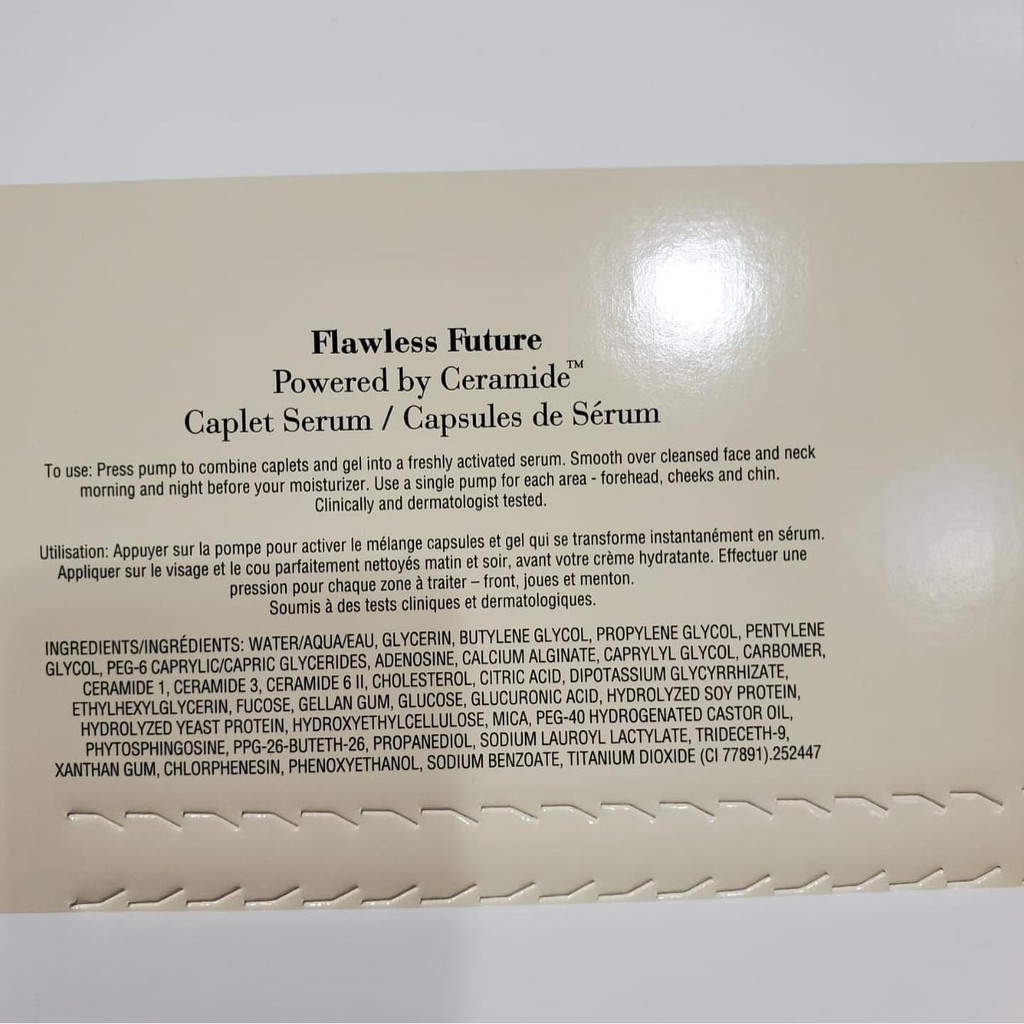 Flawless Future
Powered by Ceramide™
Caplet Serum / Capsules de Sérum
To use: Press pump to combine caplets and gel into a freshly activated serum. Smooth over cleansed face and neck
morning and night before your moisturizer. Use a single pump for each area - forehead, cheeks and chin.
Clinically and dermatologist tested.
Utilisation: Appuyer sur la pompe pour activer le mélange capsules et gel qui se transforme instantanément en sérum.
Appliquer sur le visage et le cou parfaitement nettoyés matin et soir, avant votre crème hydratante. Effectuer une
pression pour chaque zone à traiter – front, joues et menton.
Soumis à des tests cliniques et dermatologiques.
INGREDIENTS/INGRÉDIENTS: WATER/AQUA/EAU, GLYCERIN, BUTYLENE GLYCOL, PROPYLENE GLYCOL, PENTYLENE
GLYCOL, PEG-6 CAPRYLIC/CAPRIC GLYCERIDES, ADENOSINE, CALCIUM ALGINATE, CAPRYLYL GLYCOL, CARBOMER,
CERAMIDE 1, CERAMIDE 3, CERAMIDE 6 II, CHOLESTEROL, CITRIC ACID, DIPOTASSIUM GLYCYRRHIZATE,
ETHYLHEXYLGLYCERIN, FUCOSE, GELLAN GUM, GLUCOSE, GLUCURONIC ACID, HYDROLYZED SOY PROTEIN,
HYDROLYZED YEAST PROTEIN, HYDROXYETHYLCELLULOSE, MICA, PEG-40 HYDROGENATED CASTOR OIL,
PHYTOSPHINGOSINE, PPG-26-BUTETH-26, PROPANEDIOL, SODIUM LAUROYL LACTYLATE, TRIDECETH-9,
XANTHAN GUM, CHLORPHENESIN, PHENOXYETHANOL, SODIUM BENZOATE, TITANIUM DIOXIDE (CI 77891).252447